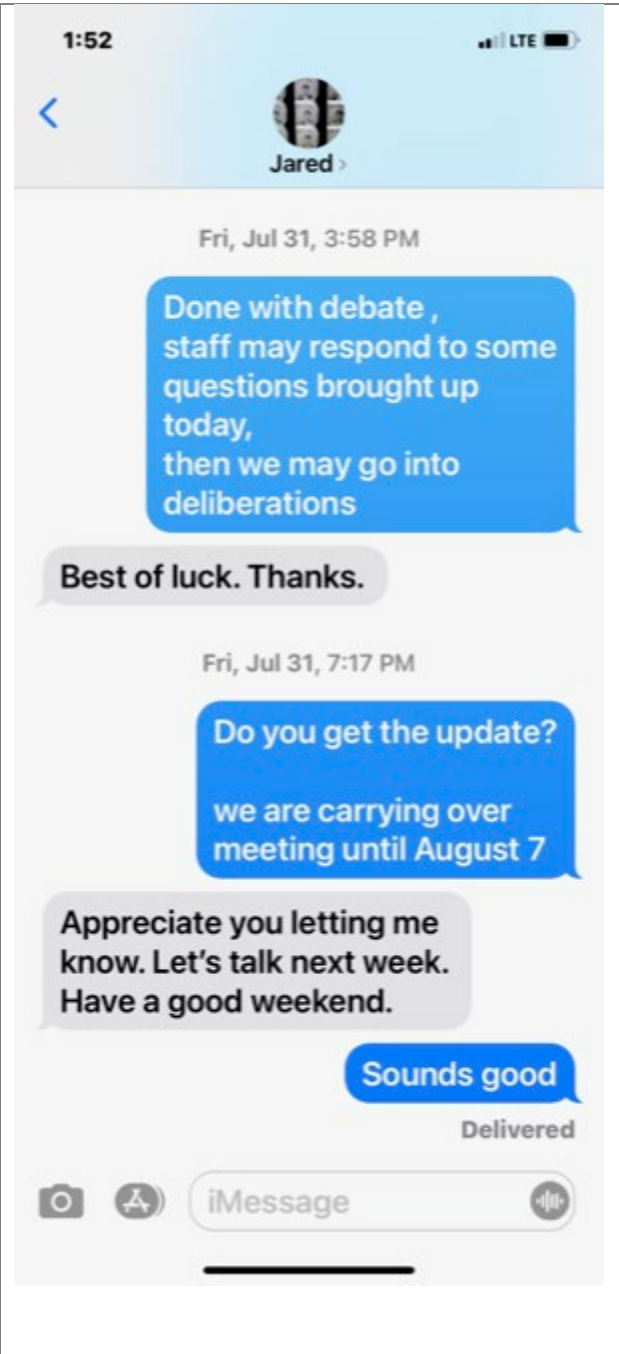 1:52
LTE
Jared
Fri, Jul 31, 3:58 PM
Done with debate ,
staff may respond to some
questions brought up
today,
then we may go into
deliberations
Best of luck. Thanks.
Fri, Jul 31, 7:17 PM
Do you get the update?
we are carrying over
meeting until August 7
Appreciate you letting me
know. Let’s talk next week.
Have a good weekend.
Sounds good
Delivered
iMessage